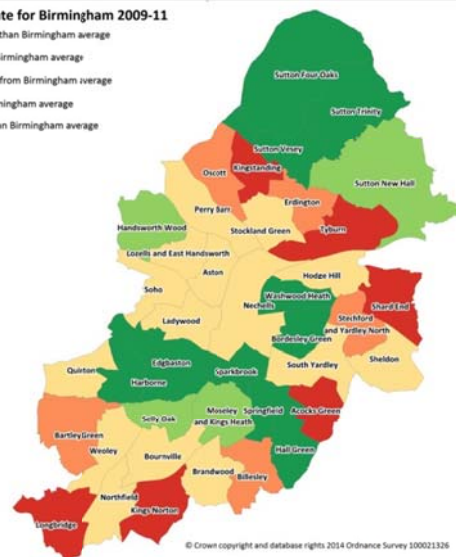 ute for Birmingham 2009-11
than Birmingham average
Birmingham average
from Birmingham average
mingham average
an Birmingham average
Sutton Four Oaks
Sutton Trinity
Sutton Vesey
Oscott
Kingstanding
Sutton New Hall
Erdington
Perry Barr
Handsworth Wood
Tyburn
Stockland Green
Lozells and East Handsworth
Aston
Hodge Hill
Soho
Washwood Heath
Nechells
Shard End
Ladywood
Stechford
and Yardley North
Bordesley Green
Edgbaston
Sheldon
Quinton
Sparkbrook
South Yardley
Harborne
Selly Oak
Moseley
and Kings Heath
Springfield
Acocks Green
Bartley Green
Weoley
Hall Green
Bournville
Brandwood
Billesley
Northfield
Longbridge
Kings Norton
© Crown copyright and database rights 2014 Ordnance Survey 100021326